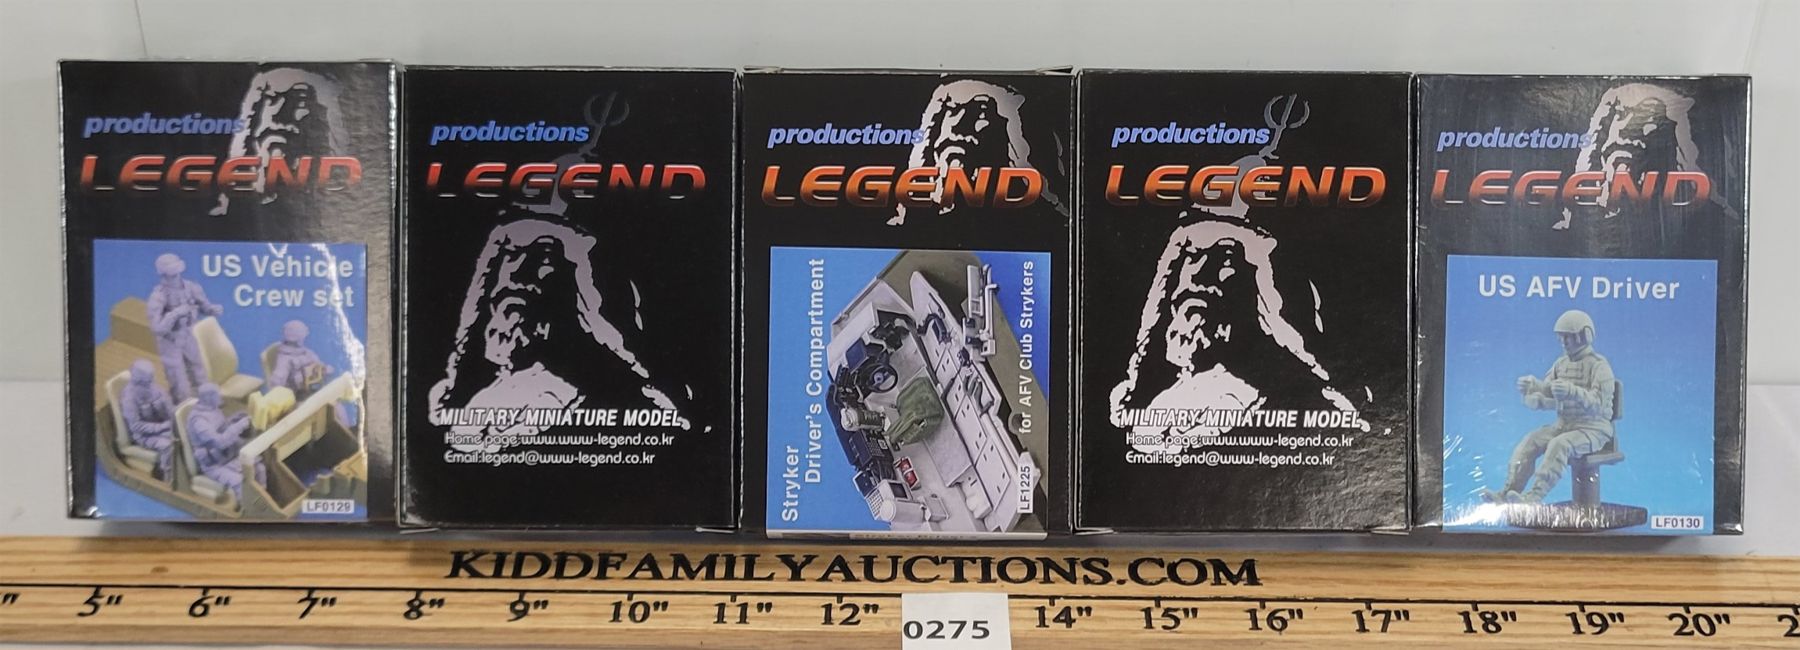 productions
LEGEND
US Vehicle
Crew set
LF0129
productions
LEGEND
MILITARY MINIATURE MODEL
Home page:www.www-legend.co.kr
Email:legend@www-legend.co.kr
productions
LEGEND
Stryker
Driver's Compartment
for AFV Club Strykers
LF1225
productions
LEGEND
MILITARY MINIATURE MODEL
Home page:www.www-legend.co.kr
Email:legend@www-legend.co.kr
productions
LEGEND
US AFV Driver
LF0130
KIDDFAMILYAUCTIONS.COM
5" 6" 7" 8" 9" 10" 11" 12" 14" 15" 16" 17" 18" 19" 20"
0275